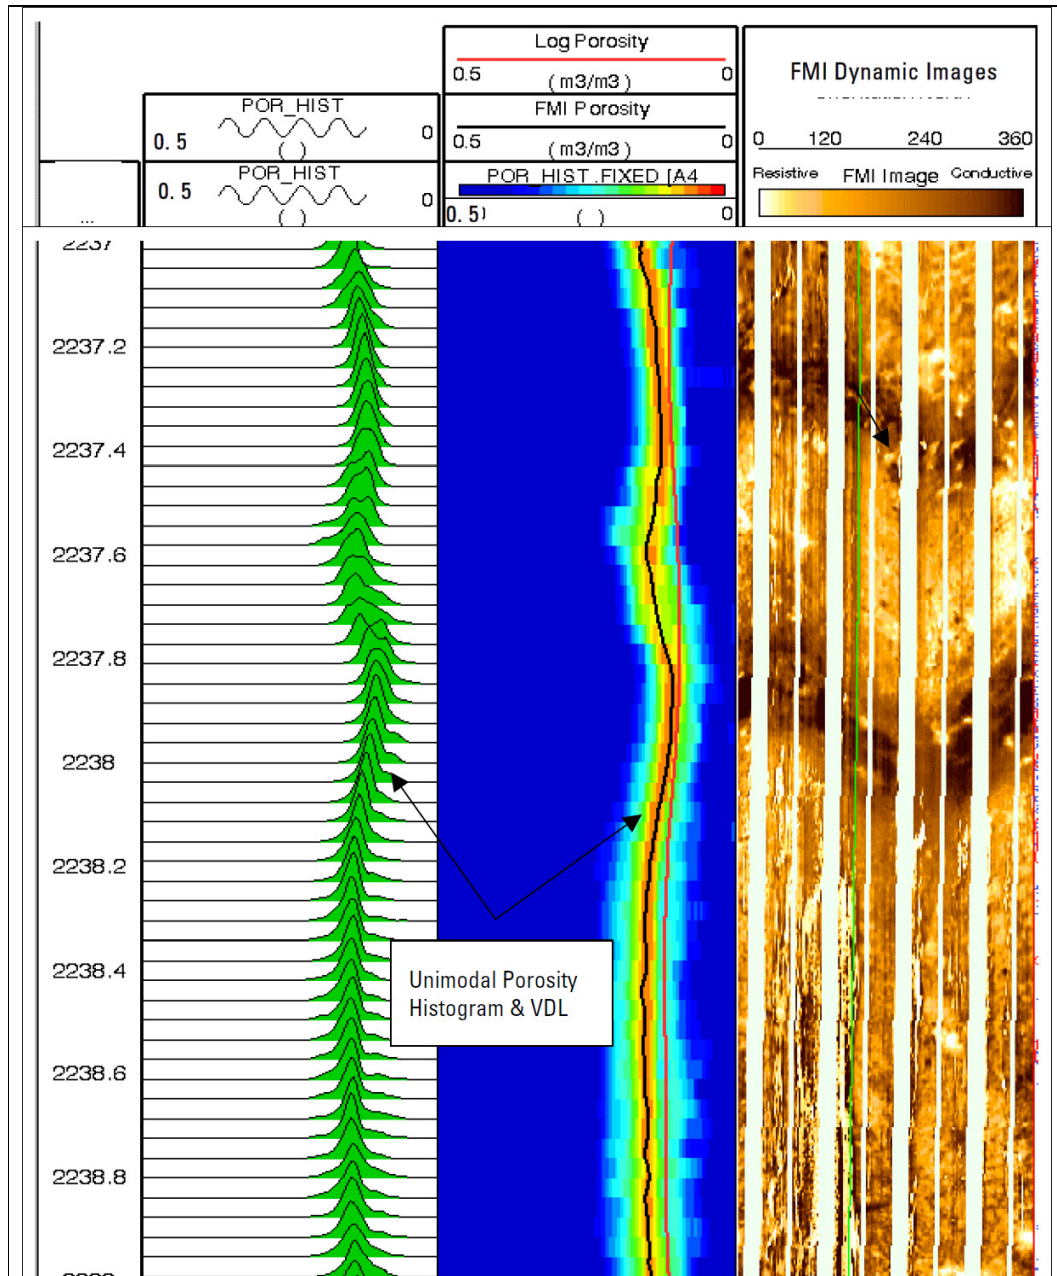 Log Porosity
0.5 0
(m3/m3)
FMI Porosity
0.5 0
(m3/m3)
POR_HIST.FIXED [A4
0.5 0
( )
POR_HIST
0.5 0
( )
POR_HIST
0.5 0
( )
...
FMI Dynamic Images
0 120 240 360
Resistive FMI Image Conductive
2237
2237.2
2237.4
2237.6
2237.8
2238
2238.2
2238.4
2238.6
2238.8
Unimodal Porosity
Histogram & VDL